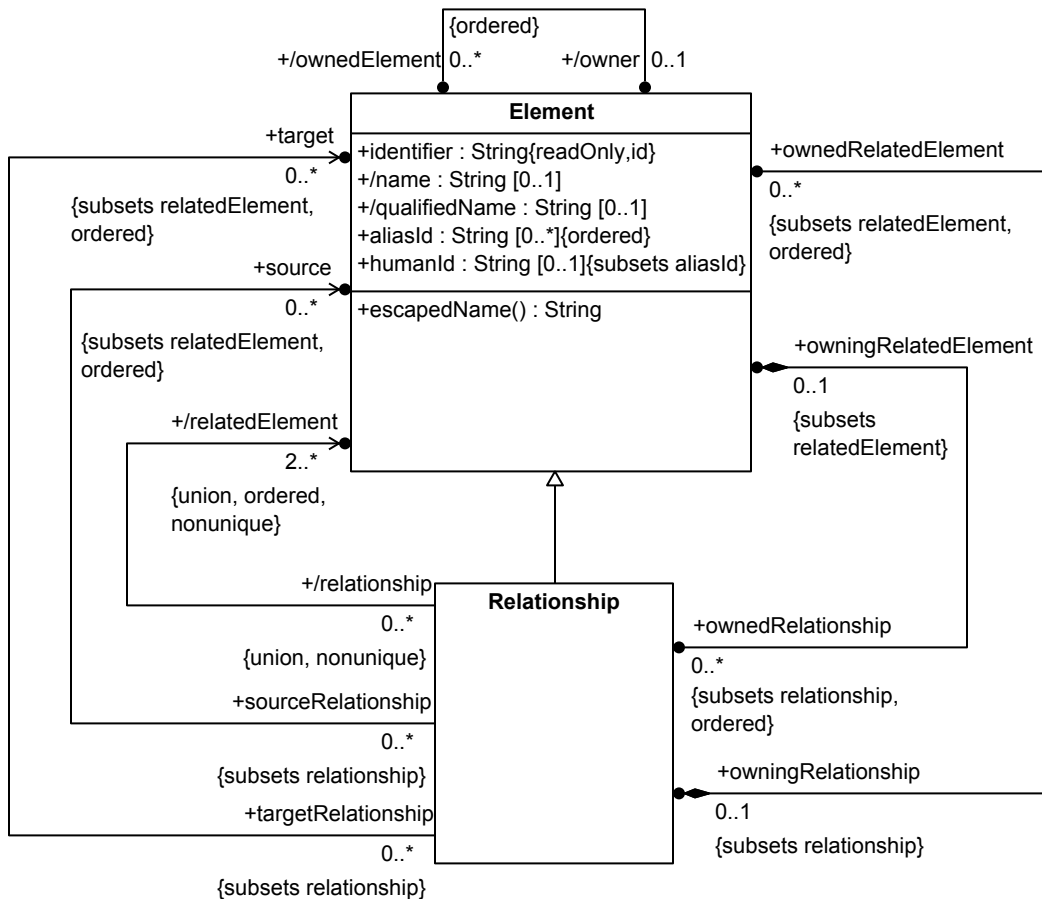 {ordered}
+/ownedElement 0..* +/owner 0..1
Element
+identifier : String{readOnly,id}
+/name : String [0..1]
+/qualifiedName : String [0..1]
+aliasId : String [0..*]{ordered}
+humanId : String [0..1]{subsets aliasId}
+escapedName() : String
+target
0..*
{subsets relatedElement,
ordered}
+source
0..*
{subsets relatedElement,
ordered}
+/relatedElement
2..*
{union, ordered,
nonunique}
+ownedRelatedElement
0..*
{subsets relatedElement,
ordered}
+owningRelatedElement
0..1
{subsets
relatedElement}
Relationship
+/relationship
0..*
{union, nonunique}
+sourceRelationship
0..*
{subsets relationship}
+targetRelationship
0..*
{subsets relationship}
+ownedRelationship
0..*
{subsets relationship,
ordered}
+owningRelationship
0..1
{subsets relationship}